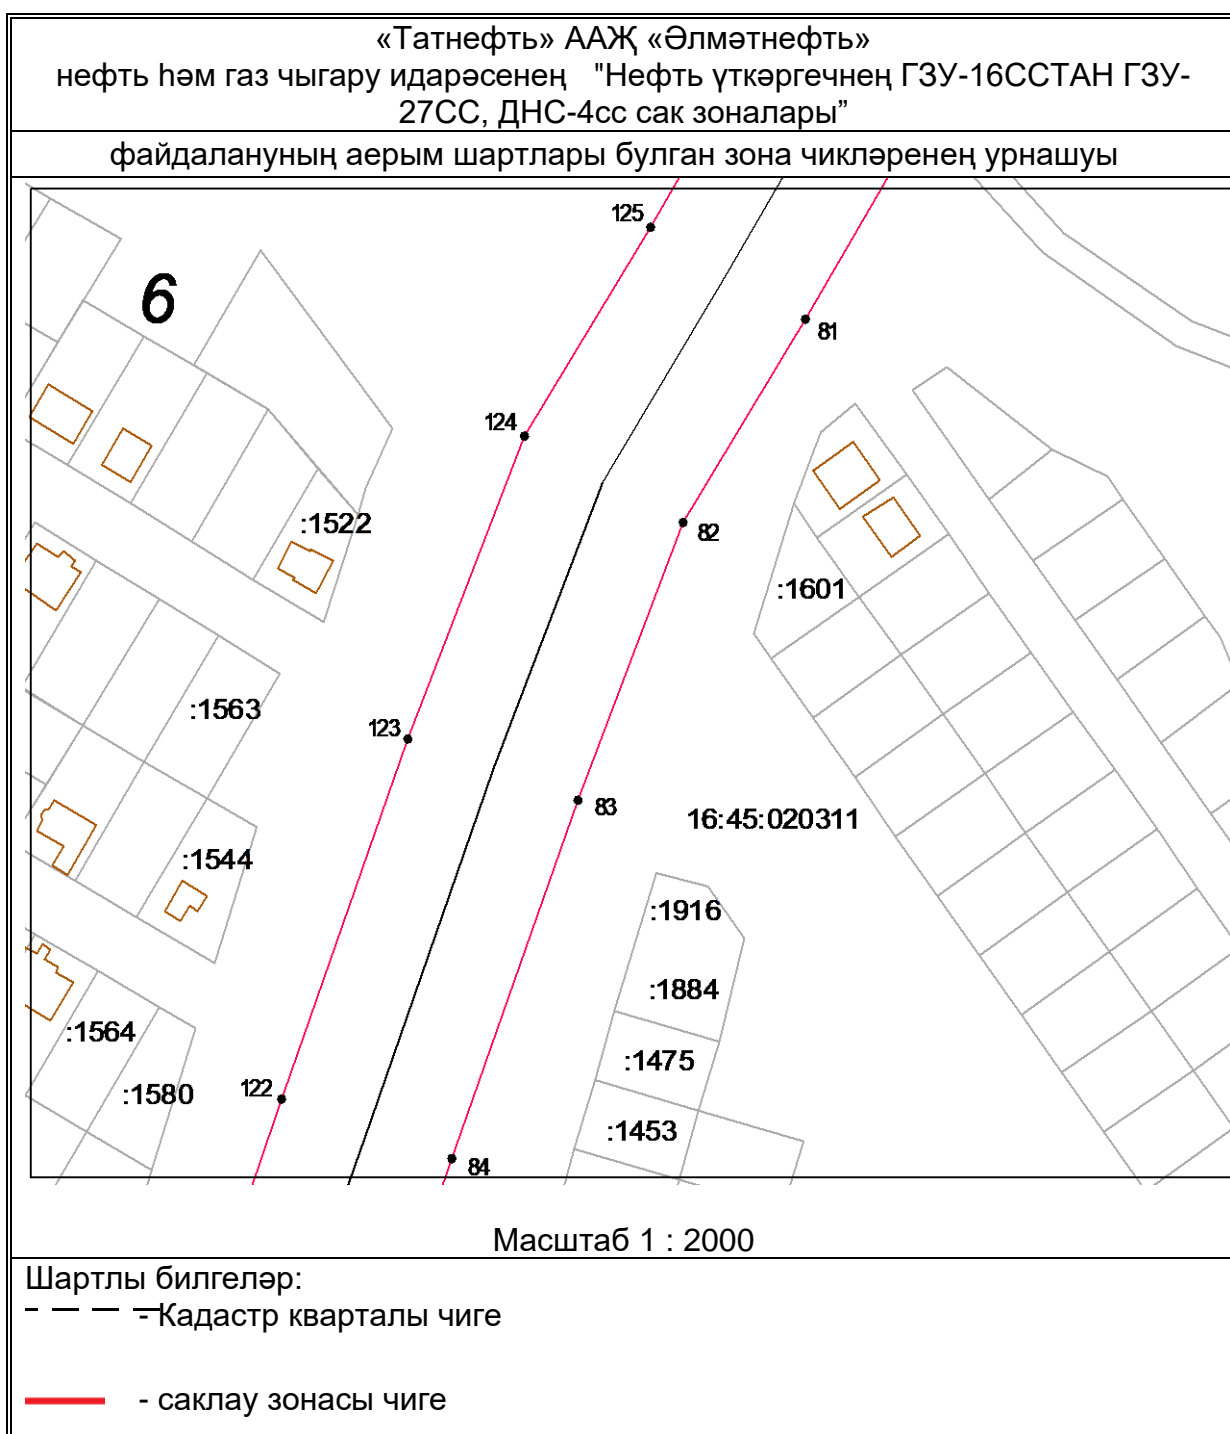 «Татнефть» ААҖ «Әлмәтнефть»
нефть һәм газ чыгару идарәсенең "Нефть үткәргечнең ГЗУ-16ССТАН ГЗУ-
27СС, ДНС-4сс сак зоналары”
файдалануның аерым шартлары булган зона чикләренең урнашуы
125
6
81
124
:1522
82
:1601
:1563
123
83
16:45:020311
:1544
:1916
:1884
:1564
:1475
122
:1580
:1453
84
Масштаб 1 : 2000
Шартлы билгеләр:
- Кадастр кварталы чиге
- саклау зонасы чиге